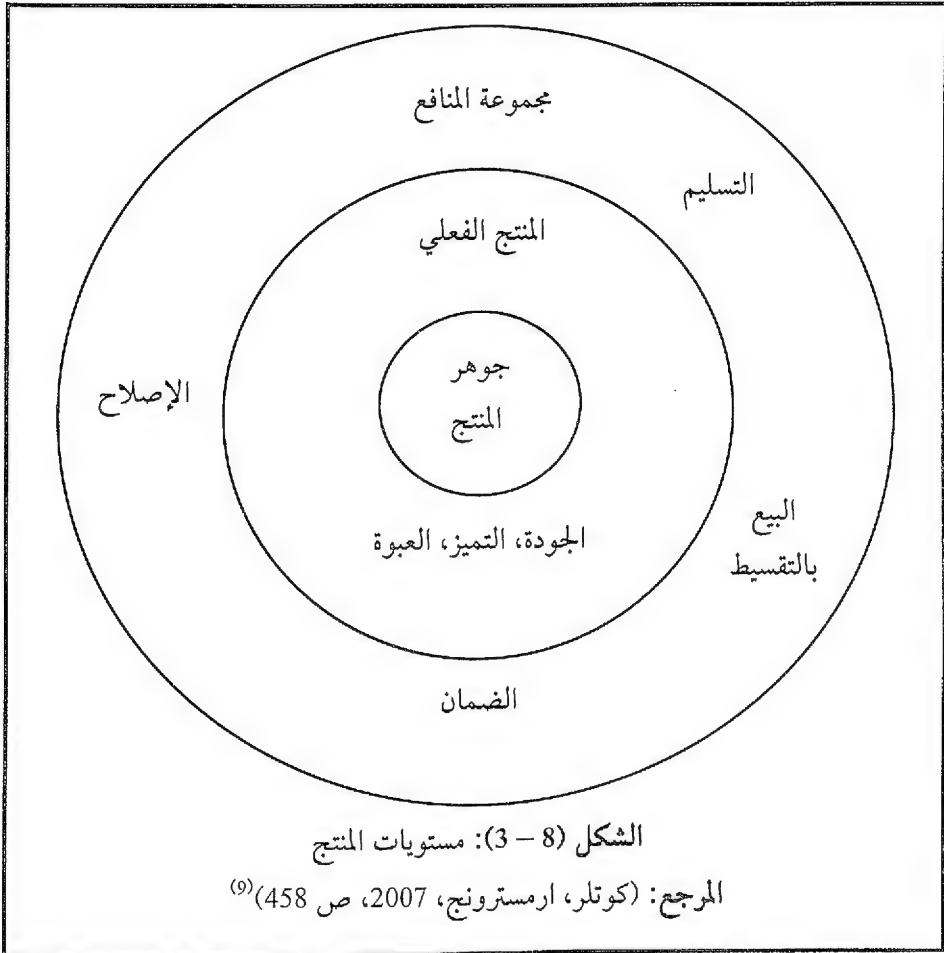 مجموعة المنافع
التسليم
المنتج الفعلي
جوهر
المنتج
الإصلاح
البيع
بالتقسيط
الجودة، التميز، العبوة
الضمان
الشكل (8 – 3): مستويات المنتج
المرجع: (كوتلر، ارمسترونج، 2007، ص 458)(9)